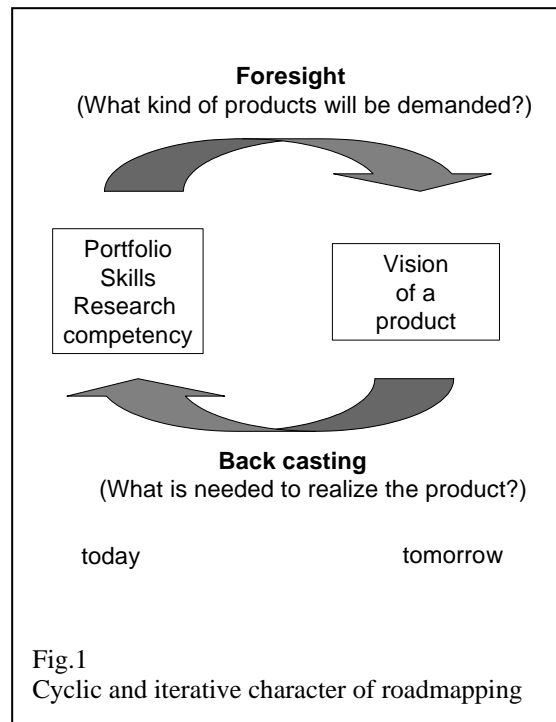 Foresight
(What kind of products will be demanded?)
Portfolio
Skills
Research
competency
Vision
of a
product
Back casting
(What is needed to realize the product?)
today
tomorrow
Fig.1
Cyclic and iterative character of roadmapping